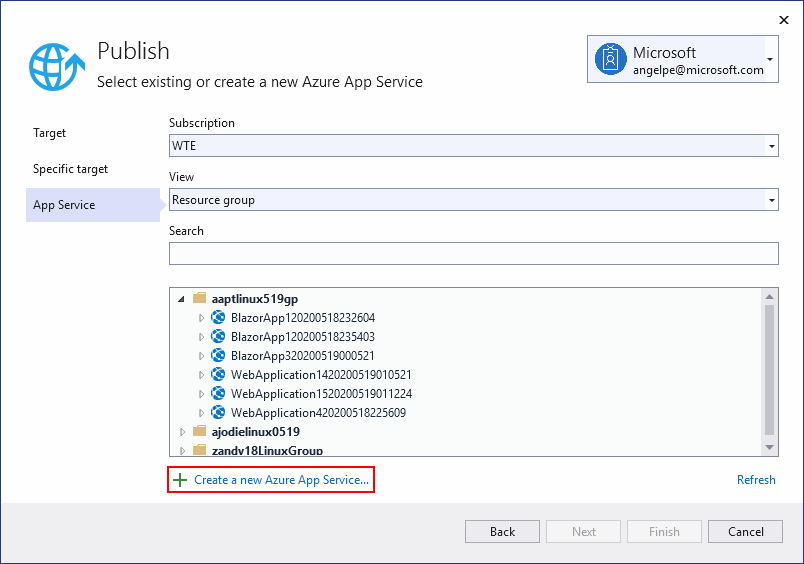 Publish
Select existing or create a new Azure App Service
Microsoft
angelpe@microsoft.com
Target
Specific target
App Service
Subscription
WTE
View
Resource group
Search
aaptlinux519gp
BlazorApp120200518232604
BlazorApp120200518235403
BlazorApp320200519000521
WebApplication1420200519010521
WebApplication1520200519011224
WebApplication420200518225609
ajodielinux0519
zandy18LinuxGroup
Create a new Azure App Service...
Refresh
Back
Next
Finish
Cancel